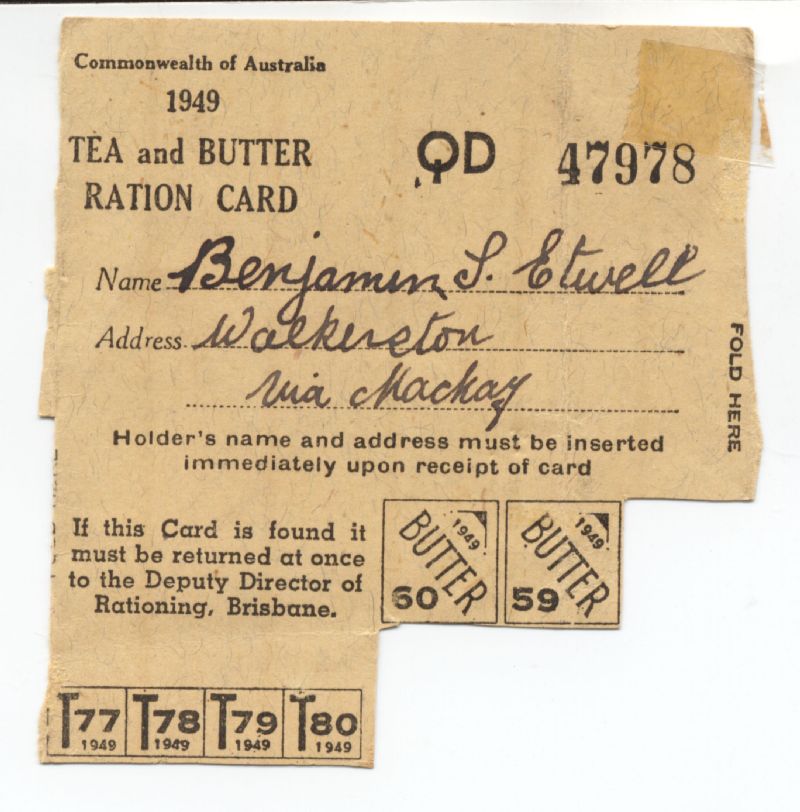 Commonwealth of Australia
1949
TEA and BUTTER
RATION CARD
QD 47978
Name Benjamin S. Etwell
Address Walkerston
via Mackay
FOLD HERE
Holder's name and address must be inserted
immediately upon receipt of card
If this Card is found it
must be returned at once
to the Deputy Director of
Rationing, Brisbane.
1949
BUTTER
60
1949
BUTTER
59
T77
1949
T78
1949
T79
1949
T80
1949